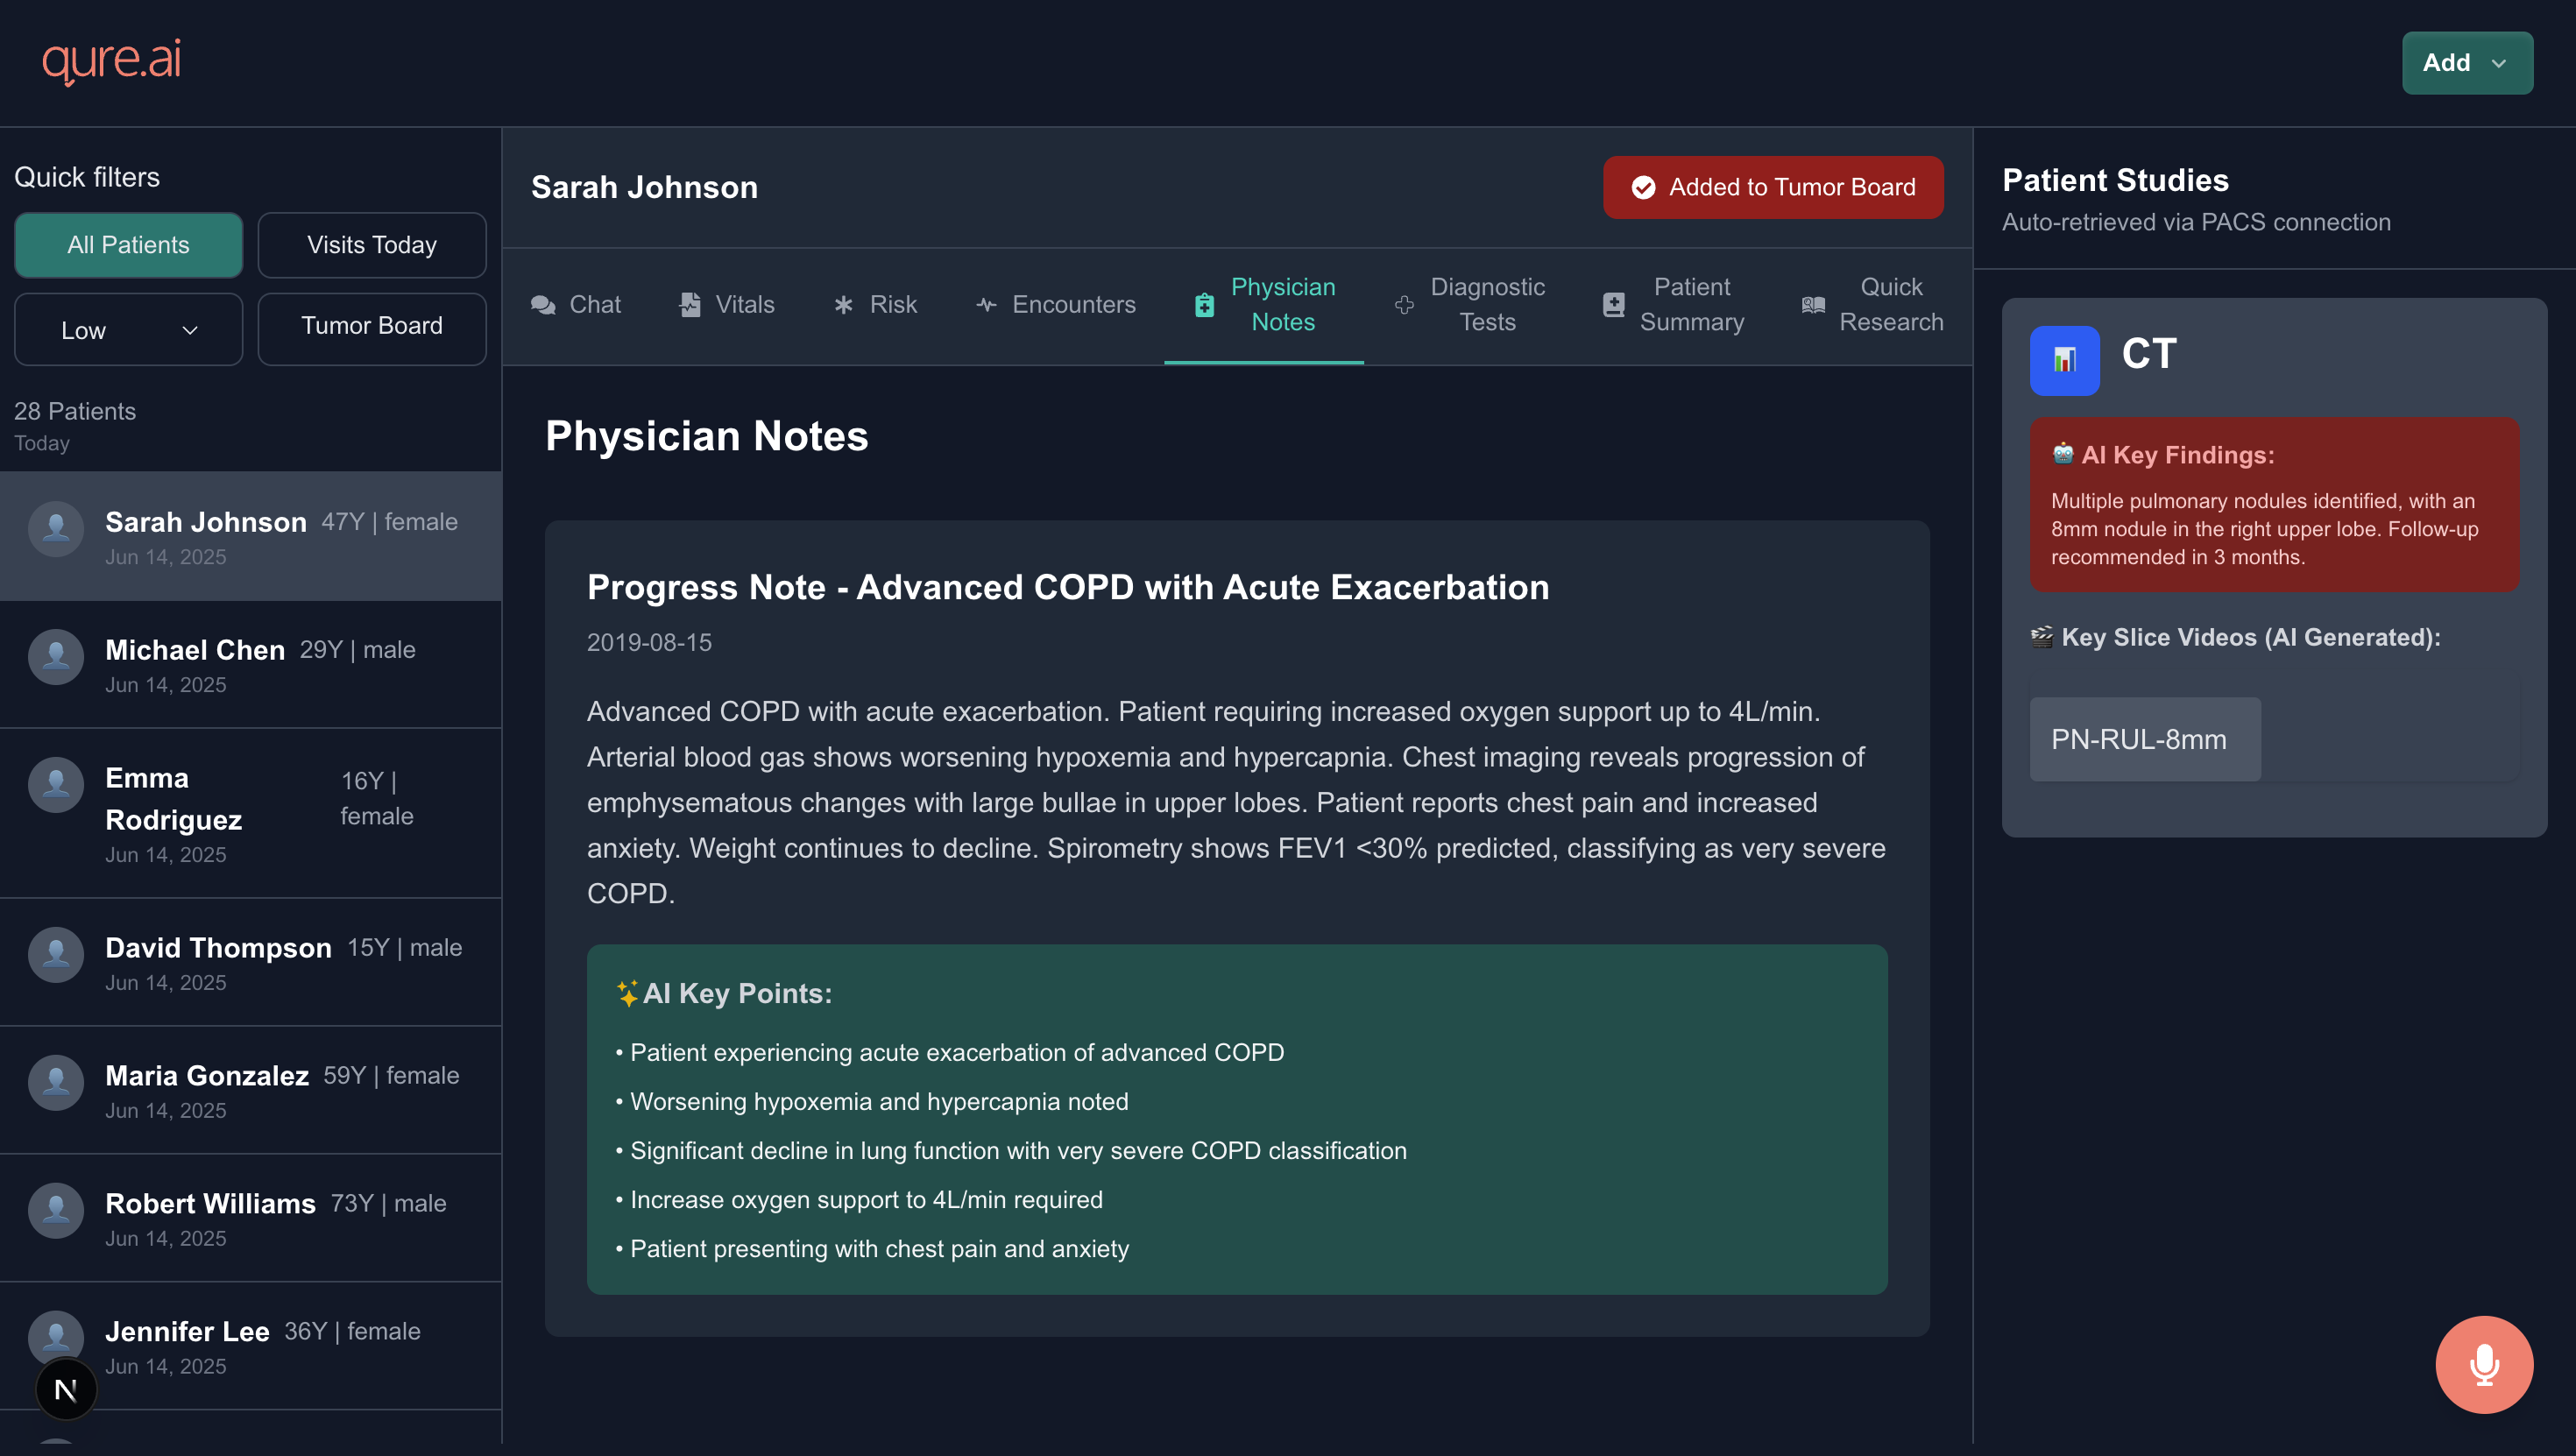 qure.ai
Add
Quick filters
All Patients
Visits Today
Low
Tumor Board
28 Patients
Today
Sarah Johnson 47Y | female
Jun 14, 2025
Michael Chen 29Y | male
Jun 14, 2025
Emma 16Y |
Rodriguez female
Jun 14, 2025
David Thompson 15Y | male
Jun 14, 2025
Maria Gonzalez 59Y | female
Jun 14, 2025
Robert Williams 73Y | male
Jun 14, 2025
Jennifer Lee 36Y | female
Jun 14, 2025
N
Sarah Johnson
Added to Tumor Board
Chat
Vitals
Risk
Encounters
Physician
Notes
Diagnostic
Tests
Patient
Summary
Quick
Research
Physician Notes
Progress Note - Advanced COPD with Acute Exacerbation
2019-08-15
Advanced COPD with acute exacerbation. Patient requiring increased oxygen support up to 4L/min.
Arterial blood gas shows worsening hypoxemia and hypercapnia. Chest imaging reveals progression of
emphysematous changes with large bullae in upper lobes. Patient reports chest pain and increased
anxiety. Weight continues to decline. Spirometry shows FEV1 <30% predicted, classifying as very severe
COPD.
✨AI Key Points:
• Patient experiencing acute exacerbation of advanced COPD
• Worsening hypoxemia and hypercapnia noted
• Significant decline in lung function with very severe COPD classification
• Increase oxygen support to 4L/min required
• Patient presenting with chest pain and anxiety
Patient Studies
Auto-retrieved via PACS connection
📊 CT
🤖 AI Key Findings:
Multiple pulmonary nodules identified, with an
8mm nodule in the right upper lobe. Follow-up
recommended in 3 months.
🎬 Key Slice Videos (AI Generated):
PN-RUL-8mm